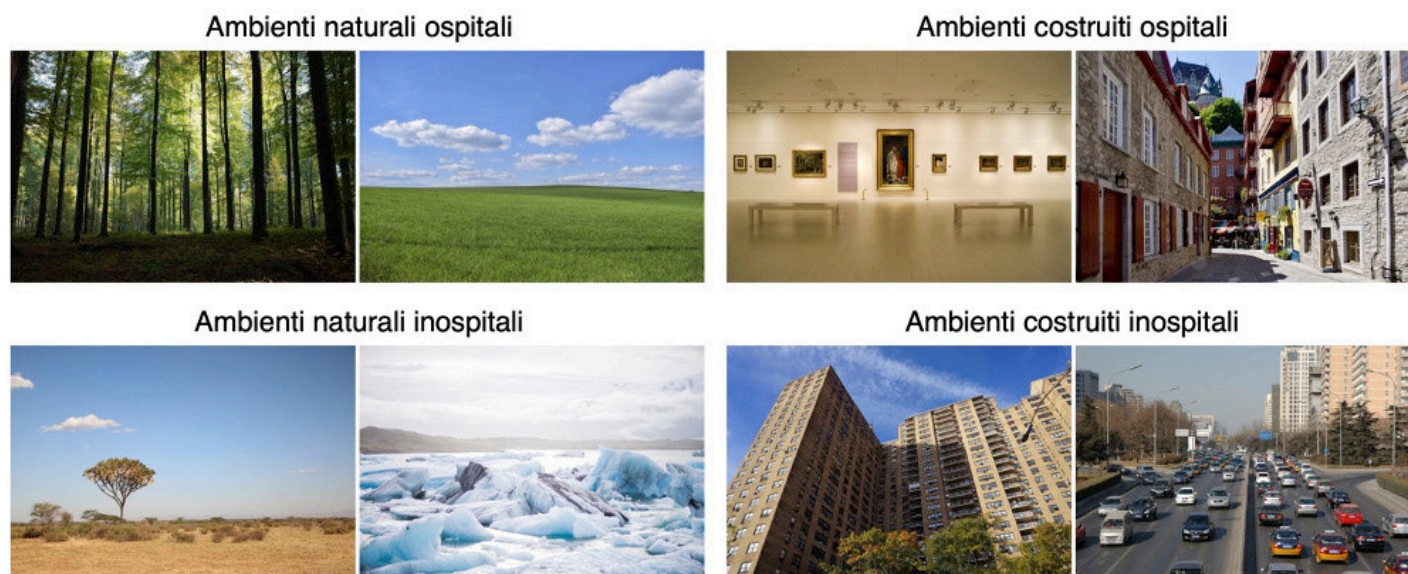 Ambienti naturali ospitali
Ambienti costruiti ospitali
Ambienti naturali inospitali
Ambienti costruiti inospitali